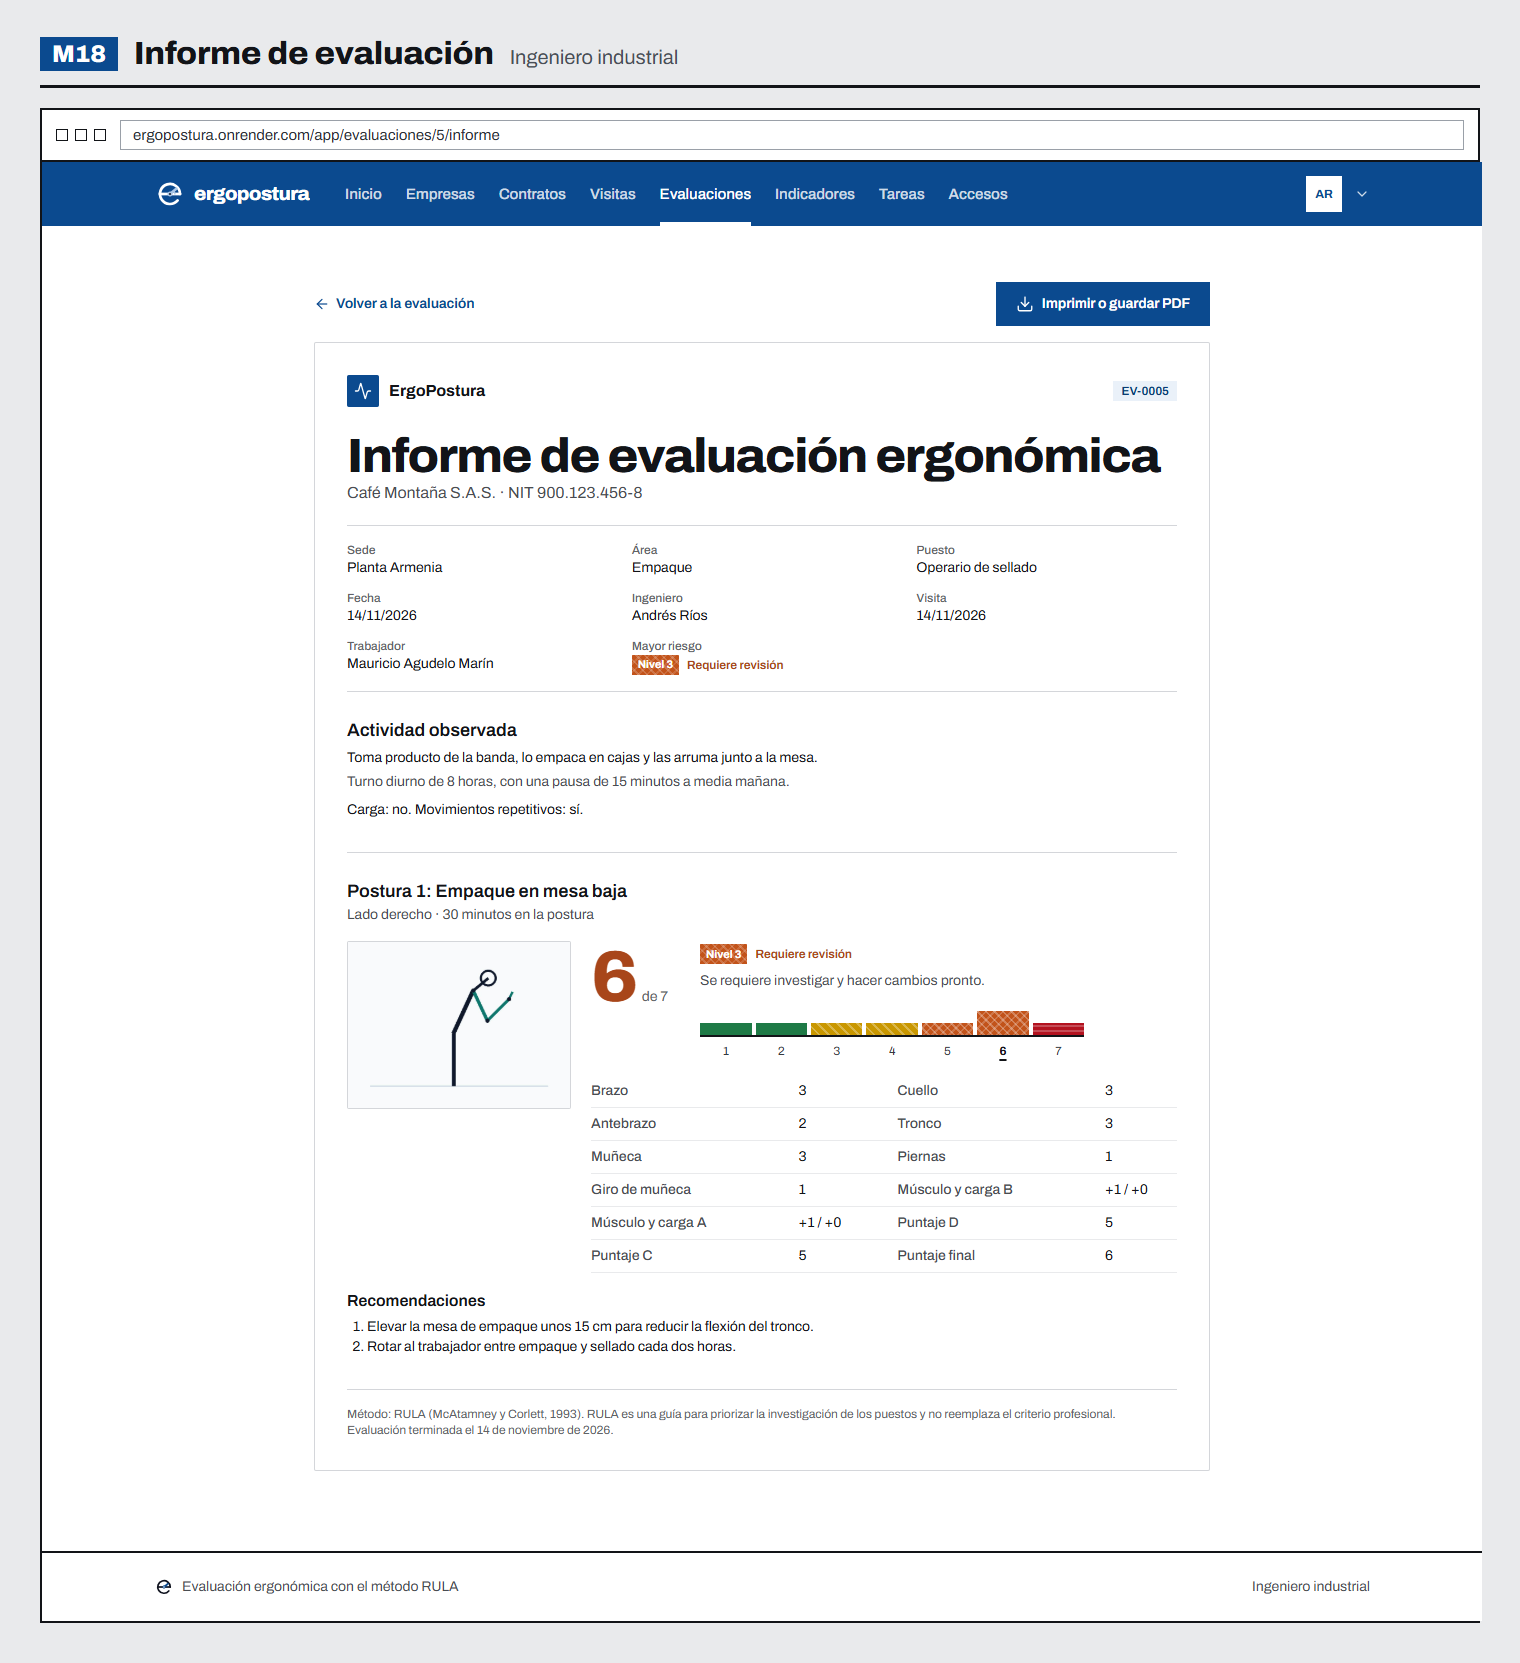 M18 Informe de evaluación Ingeniero industrial
ergopostura.onrender.com/app/evaluaciones/5/informe
ergopostura Inicio Empresas Contratos Visitas Evaluaciones Indicadores Tareas Accesos AR
Volver a la evaluación
Imprimir o guardar PDF
ErgoPostura
EV-0005
Informe de evaluación ergonómica
Café Montaña S.A.S. · NIT 900.123.456-8
Sede Área Puesto
Planta Armenia Empaque Operario de sellado
Fecha Ingeniero Visita
14/11/2026 Andrés Ríos 14/11/2026
Trabajador Mayor riesgo
Mauricio Agudelo Marín Nivel 3 Requiere revisión
Actividad observada
Toma producto de la banda, lo empaca en cajas y las arruma junto a la mesa.
Turno diurno de 8 horas, con una pausa de 15 minutos a media mañana.
Carga: no. Movimientos repetitivos: sí.
Postura 1: Empaque en mesa baja
Lado derecho · 30 minutos en la postura
6 de 7
Nivel 3 Requiere revisión
Se requiere investigar y hacer cambios pronto.
1 2 3 4 5 6 7
Brazo 3 Cuello 3
Antebrazo 2 Tronco 3
Muñeca 3 Piernas 1
Giro de muñeca 1 Músculo y carga B +1 / +0
Músculo y carga A +1 / +0 Puntaje D 5
Puntaje C 5 Puntaje final 6
Recomendaciones
1. Elevar la mesa de empaque unos 15 cm para reducir la flexión del tronco.
2. Rotar al trabajador entre empaque y sellado cada dos horas.
Método: RULA (McAtamney y Corlett, 1993). RULA es una guía para priorizar la investigación de los puestos y no reemplaza el criterio profesional.
Evaluación terminada el 14 de noviembre de 2026.
Evaluación ergonómica con el método RULA
Ingeniero industrial